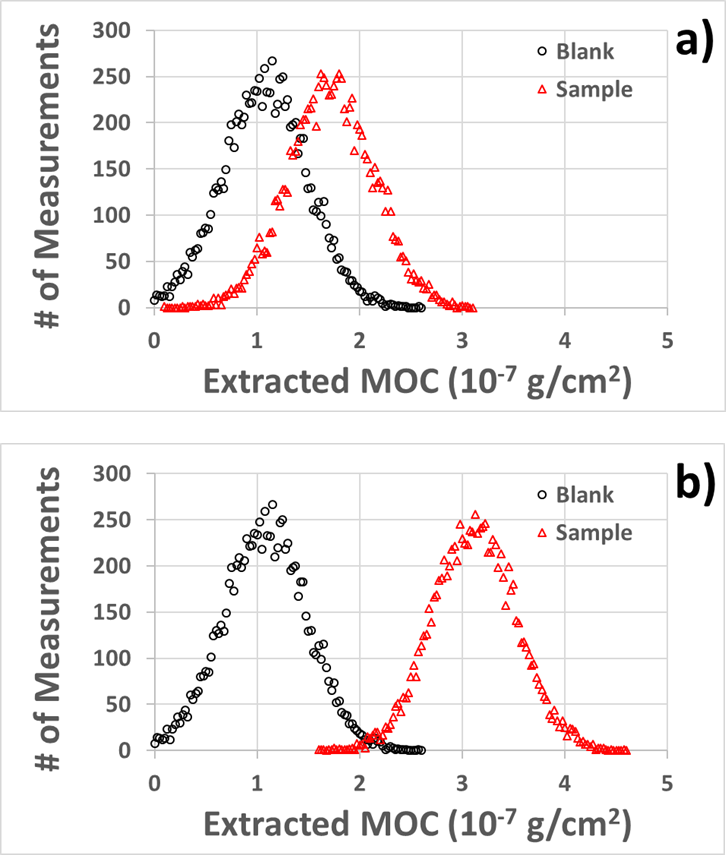 a)
300
250
200
150
100
50
0
# of Measurements
Blank
Sample
0 1 2 3 4 5
Extracted MOC (10⁻⁷ g/cm²)
b)
300
250
200
150
100
50
0
# of Measurements
Blank
Sample
0 1 2 3 4 5
Extracted MOC (10⁻⁷ g/cm²)